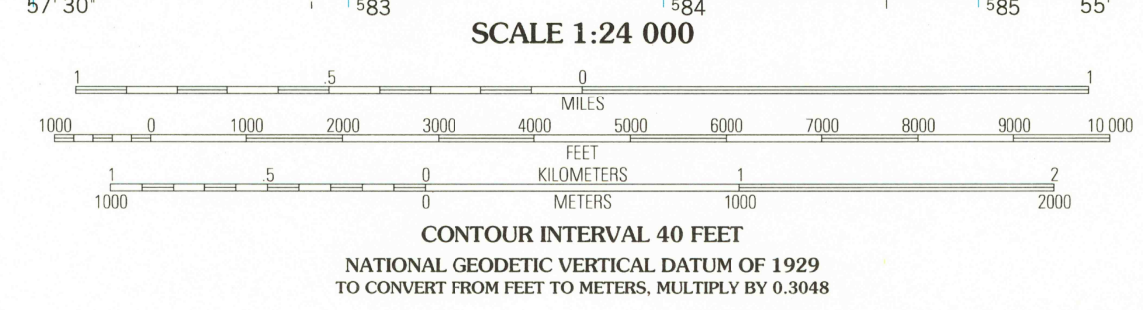 57' 30" 583 584 585 55'
SCALE 1:24 000
1 .5 0 1
MILES
1000 0 1000 2000 3000 4000 5000 6000 7000 8000 9000 10 000
FEET
1 .5 0 KILOMETERS 1 2
1000 0 METERS 1000 2000
CONTOUR INTERVAL 40 FEET
NATIONAL GEODETIC VERTICAL DATUM OF 1929
TO CONVERT FROM FEET TO METERS, MULTIPLY BY 0.3048